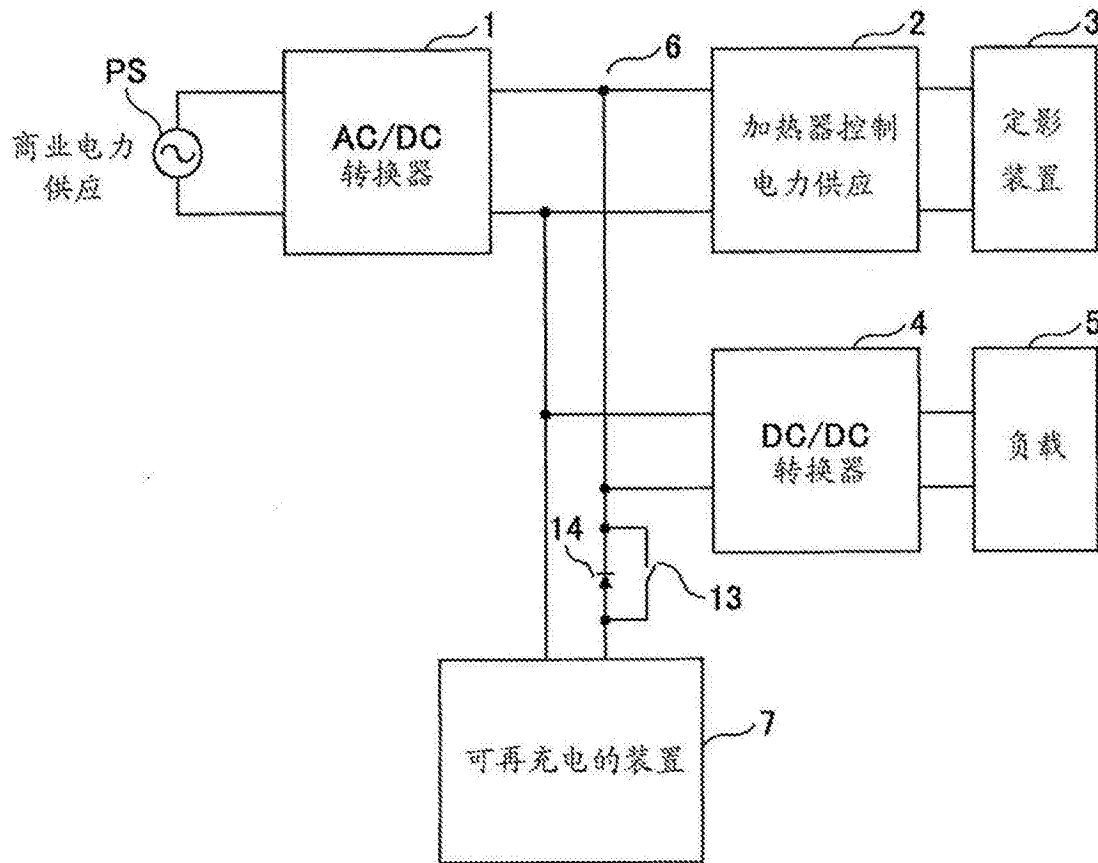 1
6
2
3
PS
商业电力
供应
AC/DC
转换器
加热器控制
电力供应
定影
装置
4
5
DC/DC
转换器
负载
14
13
7
可再充电的装置